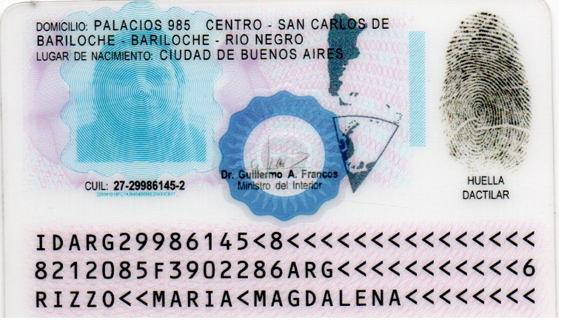 DOMICILIO: PALACIOS 985 CENTRO - SAN CARLOS DE
BARILOCHE - BARILOCHE - RIO NEGRO
LUGAR DE NACIMIENTO: CIUDAD DE BUENOS AIRES
Dr. Guillermo A. Francos
Ministro del Interior
CUIL: 27-29986145-2
HUELLA
DACTILAR
IDARG29986145<8<<<<<<<<<<<<<<<
8212085F3902286ARG<<<<<<<<<<<6
RIZZO<<MARIA<MAGDALENA<<<<<<<<